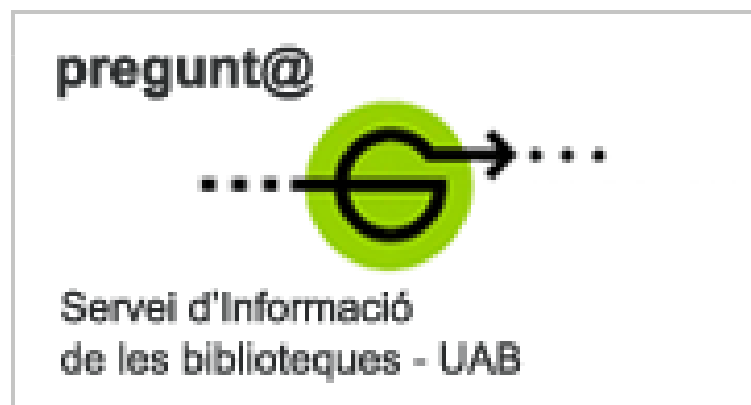 pregunt@
Servei d'Informació
de les biblioteques - UAB